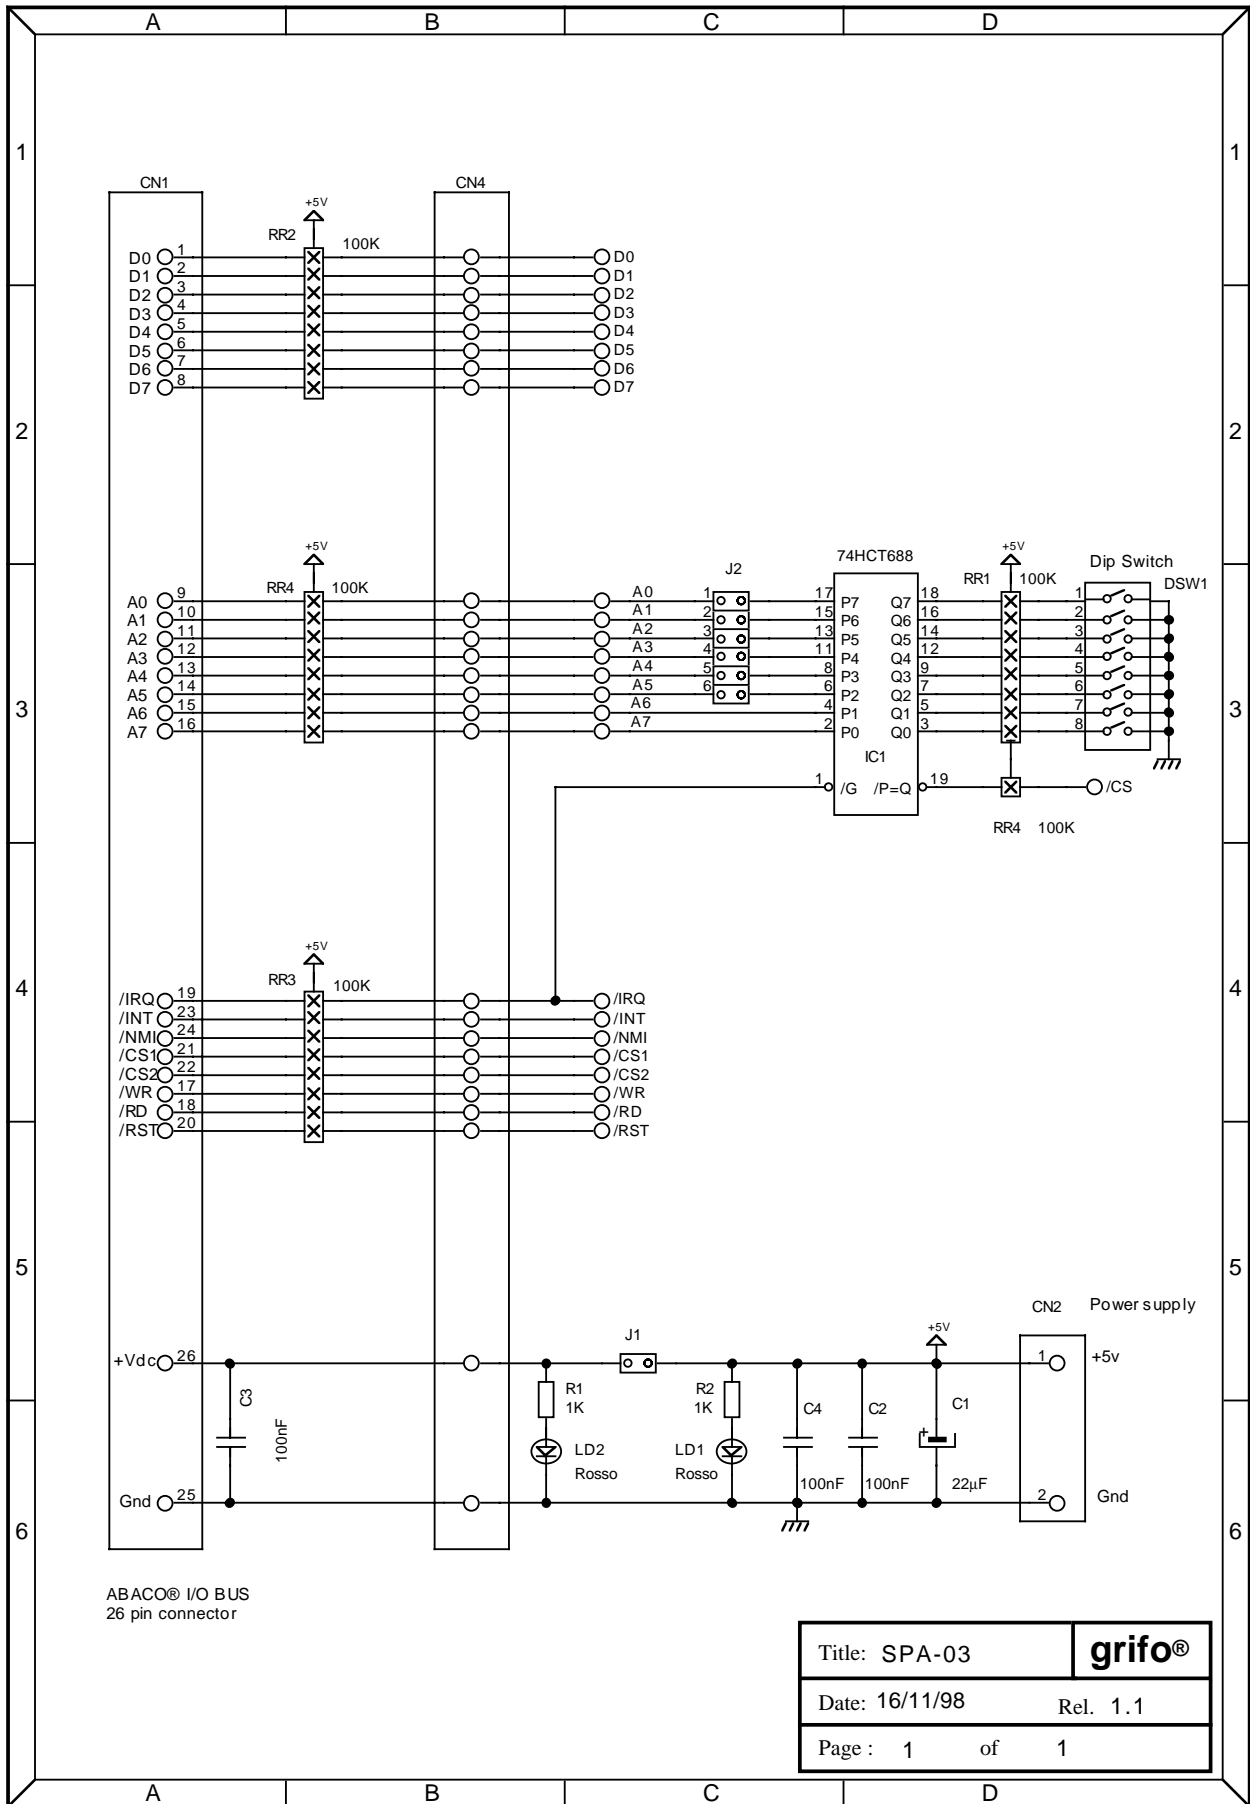 A B C D
1 1
CN1 CN4
+5V
RR2 100K
D0 1 D0
D1 2 D1
D2 3 D2
D3 4 D3
D4 5 D4
D5 6 D5
D6 7 D6
D7 8 D7
2 2
+5V 74HCT688 +5V Dip Switch
RR4 100K J2 RR1 100K DSW1
A0 9 A0 1 17 P7 Q7 18 1
A1 10 A1 2 15 P6 Q6 16 2
A2 11 A2 3 13 P5 Q5 14 3
A3 12 A3 4 11 P4 Q4 12 4
A4 13 A4 5 8 P3 Q3 9 5
A5 14 A5 6 6 P2 Q2 7 6
A6 15 A6 4 P1 Q1 5 7
A7 16 A7 2 P0 Q0 3 8
3 3
IC1
1 /G /P=Q 19 /CS
RR4 100K
+5V
RR3 100K
4 4
/IRQ 19 /IRQ
/INT 23 /INT
/NMI 24 /NMI
/CS1 21 /CS1
/CS2 22 /CS2
/WR 17 /WR
/RD 18 /RD
/RST 20 /RST
5 5
CN2 Power supply
J1 +5V
+Vdc 26 1 +5v
C3 R1 R2 C4 C2 C1
1K 1K
100nF LD2 LD1
Rosso Rosso 100nF 100nF 22µF
Gnd 25 2 Gnd
6 6
ABACO® I/O BUS
26 pin connector
Title: SPA-03 grifo®
Date: 16/11/98 Rel. 1.1
Page : 1 of 1
A B C D